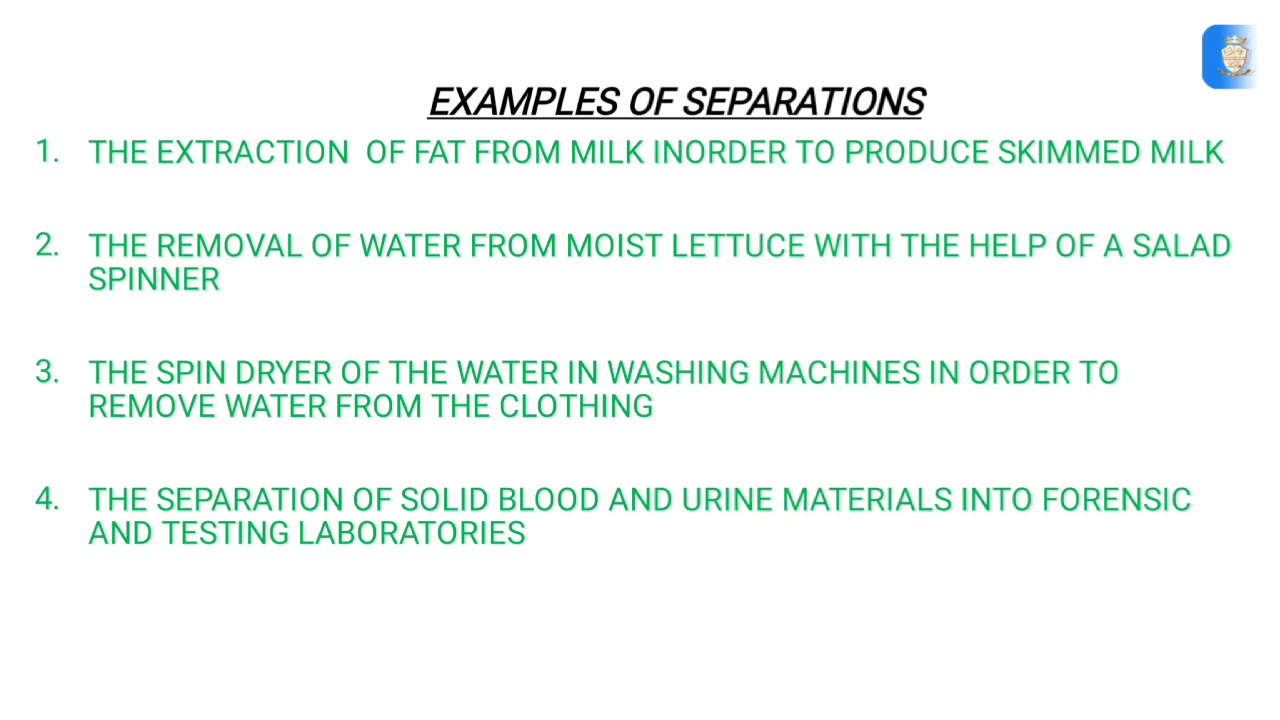 EXAMPLES OF SEPARATIONS
1. THE EXTRACTION OF FAT FROM MILK INORDER TO PRODUCE SKIMMED MILK
2. THE REMOVAL OF WATER FROM MOIST LETTUCE WITH THE HELP OF A SALAD
SPINNER
3. THE SPIN DRYER OF THE WATER IN WASHING MACHINES IN ORDER TO
REMOVE WATER FROM THE CLOTHING
4. THE SEPARATION OF SOLID BLOOD AND URINE MATERIALS INTO FORENSIC
AND TESTING LABORATORIES